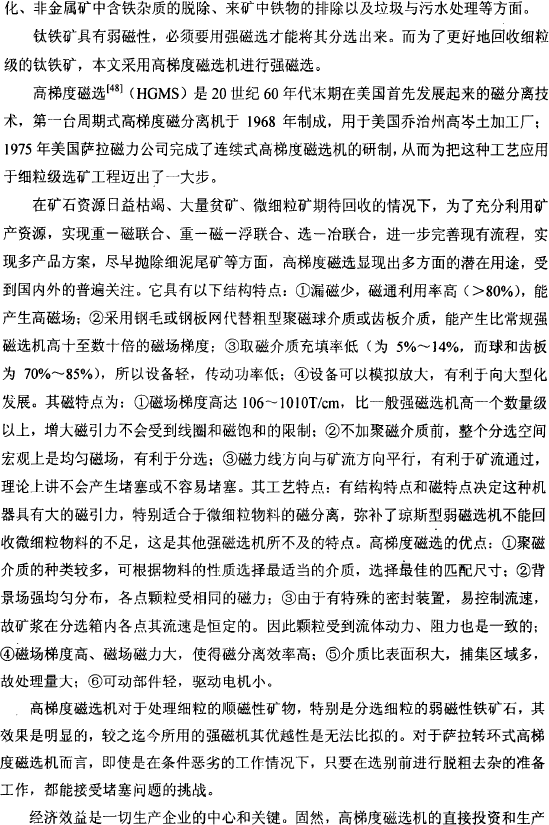 化、非金属矿中含铁杂质的脱除、来矿中铁物的排除以及垃圾与污水处理等方面。
钛铁矿具有弱磁性，必须要用强磁选才能将其分选出来。而为了更好地回收细粒
级的钛铁矿，本文采用高梯度磁选机进行强磁选。
高梯度磁选[48]（HGMS）是 20 世纪 60 年代末期在美国首先发展起来的磁分离技
术，第一台周期式高梯度磁分离机于 1968 年制成，用于美国乔治州高岑土加工厂；
1975 年美国萨拉磁力公司完成了连续式高梯度磁选机的研制，从而为把这种工艺应用
于细粒级选矿工程迈出了一大步。
在矿石资源日益枯竭、大量贫矿、微细粒矿期待回收的情况下，为了充分利用矿
产资源，实现重－磁联合、重－磁－浮联合、选－冶联合，进一步完善现有流程，实
现多产品方案，尽早抛除细泥尾矿等方面，高梯度磁选显现出多方面的潜在用途，受
到国内外的普遍关注。它具有以下结构特点：①漏磁少，磁通利用率高（＞80%），能
产生高磁场；②采用钢毛或钢板网代替粗型聚磁球介质或齿板介质，能产生比常规强
磁选机高十至数十倍的磁场梯度；③取磁介质充填率低（为 5%～14%，而球和齿板
为 70%～85%），所以设备轻，传动功率低；④设备可以模拟放大，有利于向大型化
发展。其磁特点为：①磁场梯度高达 106～1010T/cm，比一般强磁选机高一个数量级
以上，增大磁引力不会受到线圈和磁饱和的限制；②不加聚磁介质前，整个分选空间
宏观上是均匀磁场，有利于分选；③磁力线方向与矿流方向平行，有利于矿流通过，
理论上讲不会产生堵塞或不容易堵塞。其工艺特点：有结构特点和磁特点决定这种机
器具有大的磁引力，特别适合于微细粒物料的磁分离，弥补了琼斯型弱磁选机不能回
收微细粒物料的不足，这是其他强磁选机所不及的特点。高梯度磁选的优点：①聚磁
介质的种类较多，可根据物料的性质选择最适当的介质，选择最佳的匹配尺寸；②背
景场强均匀分布，各点颗粒受相同的磁力；③由于有特殊的密封装置，易控制流速，
故矿浆在分选箱内各点其流速是恒定的。因此颗粒受到流体动力、阻力也是一致的；
④磁场梯度高、磁场磁力大，使得磁分离效率高；⑤介质比表面积大，捕集区域多，
故处理量大；⑥可动部件轻，驱动电机小。
高梯度磁选机对于处理细粒的顺磁性矿物，特别是分选细粒的弱磁性铁矿石，其
效果是明显的，较之迄今所用的强磁机其优越性是无法比拟的。对于萨拉转环式高梯
度磁选机而言，即使是在条件恶劣的工作情况下，只要在选别前进行脱粗去杂的准备
工作，都能接受堵塞问题的挑战。
经济效益是一切生产企业的中心和关键。固然，高梯度磁选机的直接投资和生产